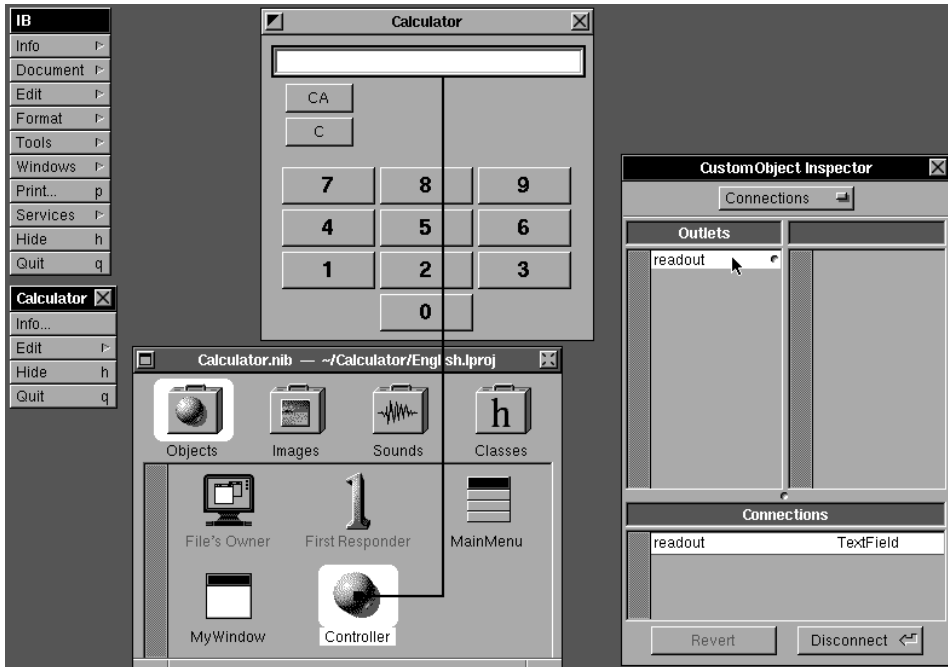 IB
Info
Document
Edit
Format
Tools
Windows
Print... p
Services
Hide h
Quit q
Calculator
Info...
Edit
Hide h
Quit q
Calculator
CA
C
7 8 9
4 5 6
1 2 3
0
Calculator.nib — ~/Calculator/English.lproj
Objects Images Sounds Classes
h
File's Owner First Responder MainMenu
1
MyWindow Controller
CustomObject Inspector
Connections
Outlets
readout
Connections
readout TextField
Revert Disconnect